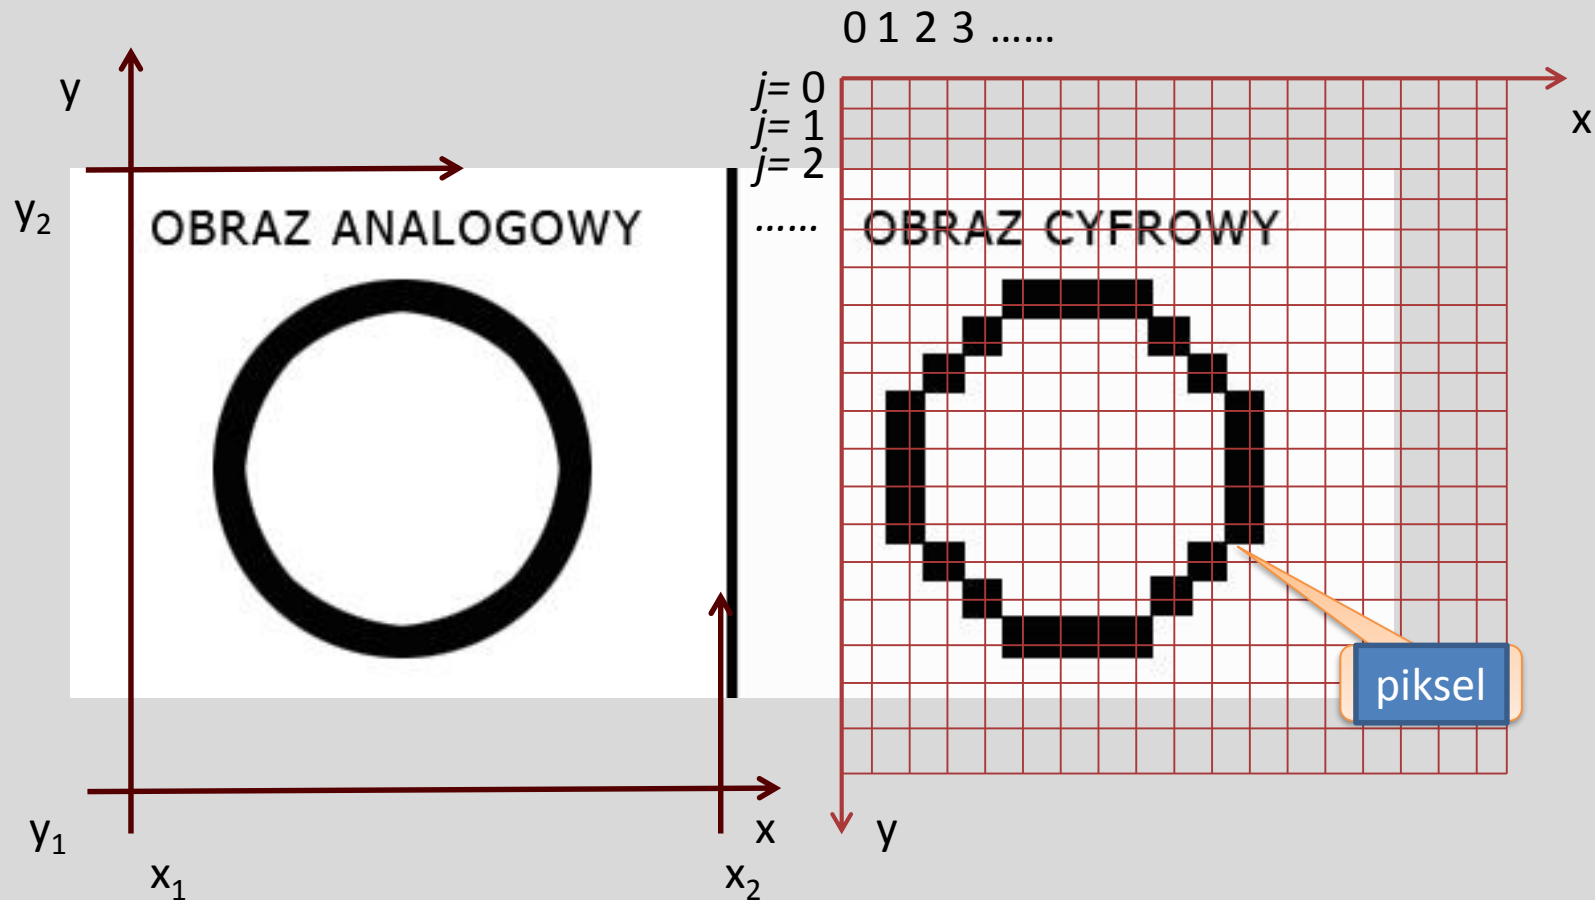 0 1 2 3 ……
y
j= 0
x
j= 1
j= 2
y2
OBRAZ ANALOGOWY
……
OBRAZ CYFROWY
piksel
y1
x
y
x1
x2